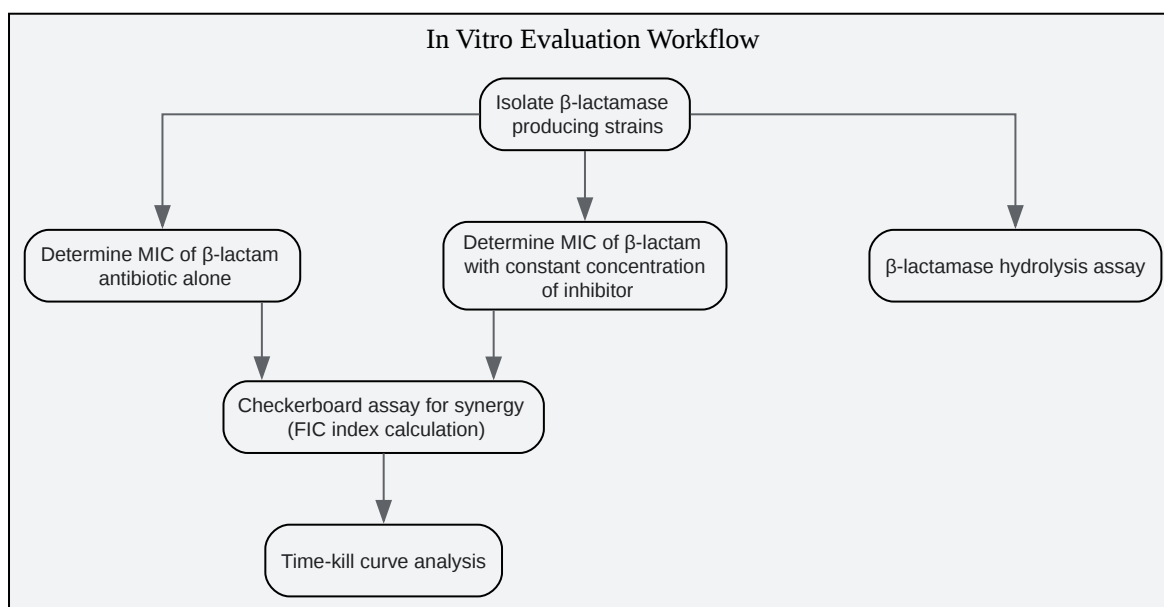 In Vitro Evaluation Workflow
Isolate β-lactamase
producing strains
Determine MIC of β-lactam
antibiotic alone
Determine MIC of β-lactam
with constant concentration
of inhibitor
β-lactamase hydrolysis assay
Checkerboard assay for synergy
(FIC index calculation)
Time-kill curve analysis